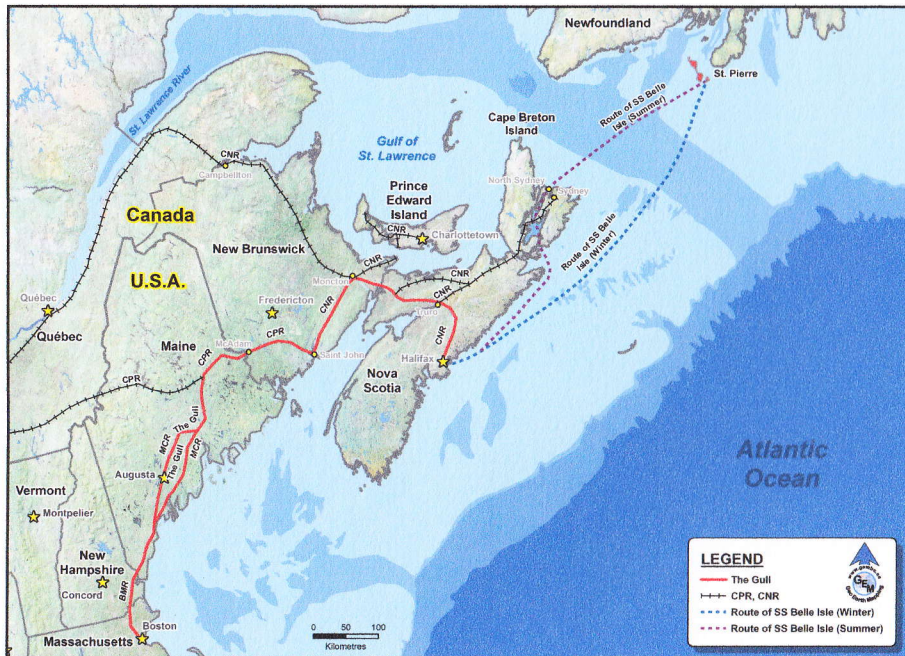 Newfoundland
St. Pierre
Route of SS Belle
Isle (Summer)
St. Lawrence River
Cape Breton
Island
Gulf of
St. Lawrence
CNR
Campbellton
North Sydney
Sydney
Prince
Edward
Island
CNR
Charlottetown
Canada
New Brunswick
Route of SS Belle
Isle (Winter)
U.S.A.
CNR
Moncton
CNR
CNR
Québec
Fredericton
CNR
Truro
Québec
McAdam
CPR
Saint John
CNR
Maine
CPR
Halifax
CPR
Nova
Scotia
The Gull
MCR
The Gull
MCR
Augusta
Atlantic
Ocean
Vermont
Montpelier
New
Hampshire
Concord
BMR
Boston
Massachusetts
0 50 100
Kilometres
LEGEND
The Gull
CPR, CNR
Route of SS Belle Isle (Winter)
Route of SS Belle Isle (Summer)
GEM